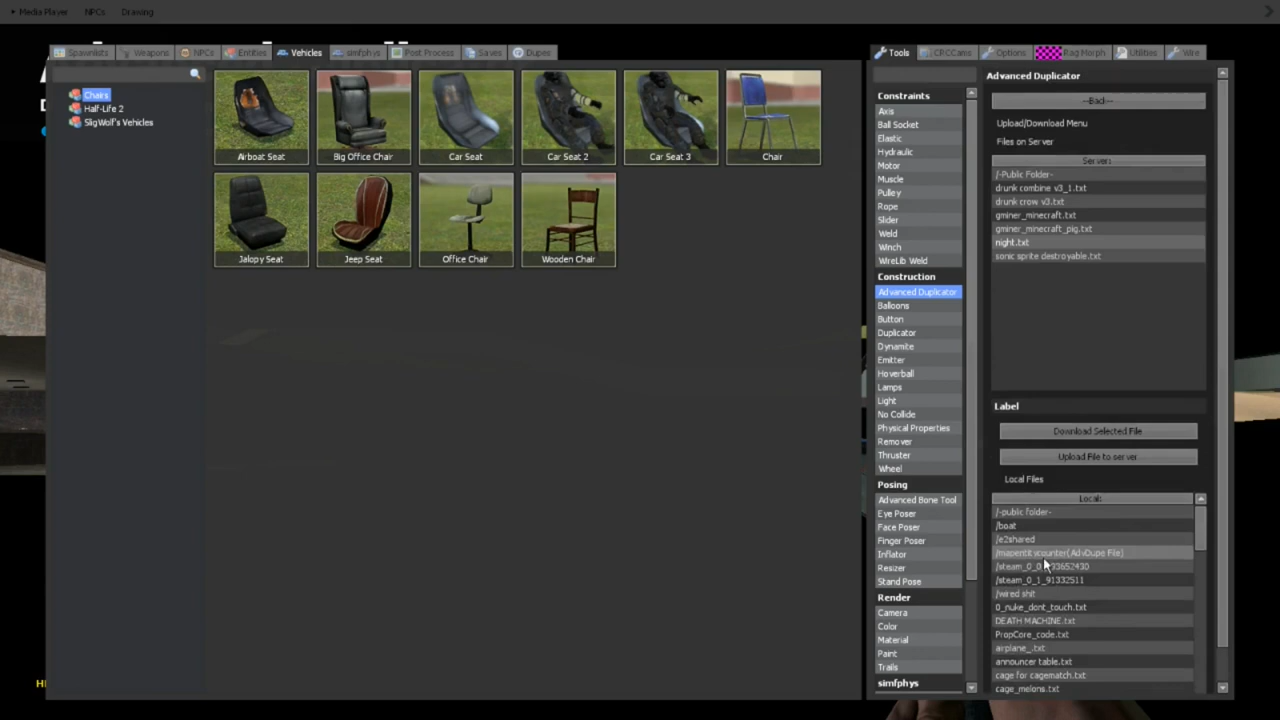 Media Player NPCs Drawing
Spawnlists Weapons NPCs Entities Vehicles simfphys Post Process Saves Dupes
Chairs
Half-Life 2
SligWolf's Vehicles
Airboat Seat
Big Office Chair
Car Seat
Car Seat 2
Car Seat 3
Chair
Jalopy Seat
Jeep Seat
Office Chair
Wooden Chair
Tools CPCCams Options Rag Morph Utilities Wire
Constraints
Axis
Ball Socket
Elastic
Hydraulic
Motor
Muscle
Pulley
Rope
Slider
Weld
Winch
WireLib Weld
Construction
Advanced Duplicator
Balloons
Button
Duplicator
Dynamite
Emitter
Hoverball
Lamps
Light
No Collide
Physical Properties
Remover
Thruster
Wheel
Posing
Advanced Bone Tool
Eye Poser
Face Poser
Finger Poser
Inflator
Resizer
Stand Pose
Render
Camera
Color
Material
Paint
Trails
simfphys
Advanced Duplicator
--Back--
Upload/Download Menu
Files on Server
Server:
/-Public Folder-
drunk combine v3_1.txt
drunk crow v3.txt
gminer_minecraft.txt
gminer_minecraft_pig.txt
night.txt
sonic sprite destroyable.txt
Label
Download Selected File
Upload File to server
Local Files
Local:
/-public folder-
/boat
/e2shared
/mapentitycounter(AdvDupe File)
/steam_0_1_91332511
/wired shit
0_nuke_dont_touch.txt
DEATH MACHINE.txt
PropCore_code.txt
airplane_.txt
announcer table.txt
cage for cagematch.txt
cage_melons.txt